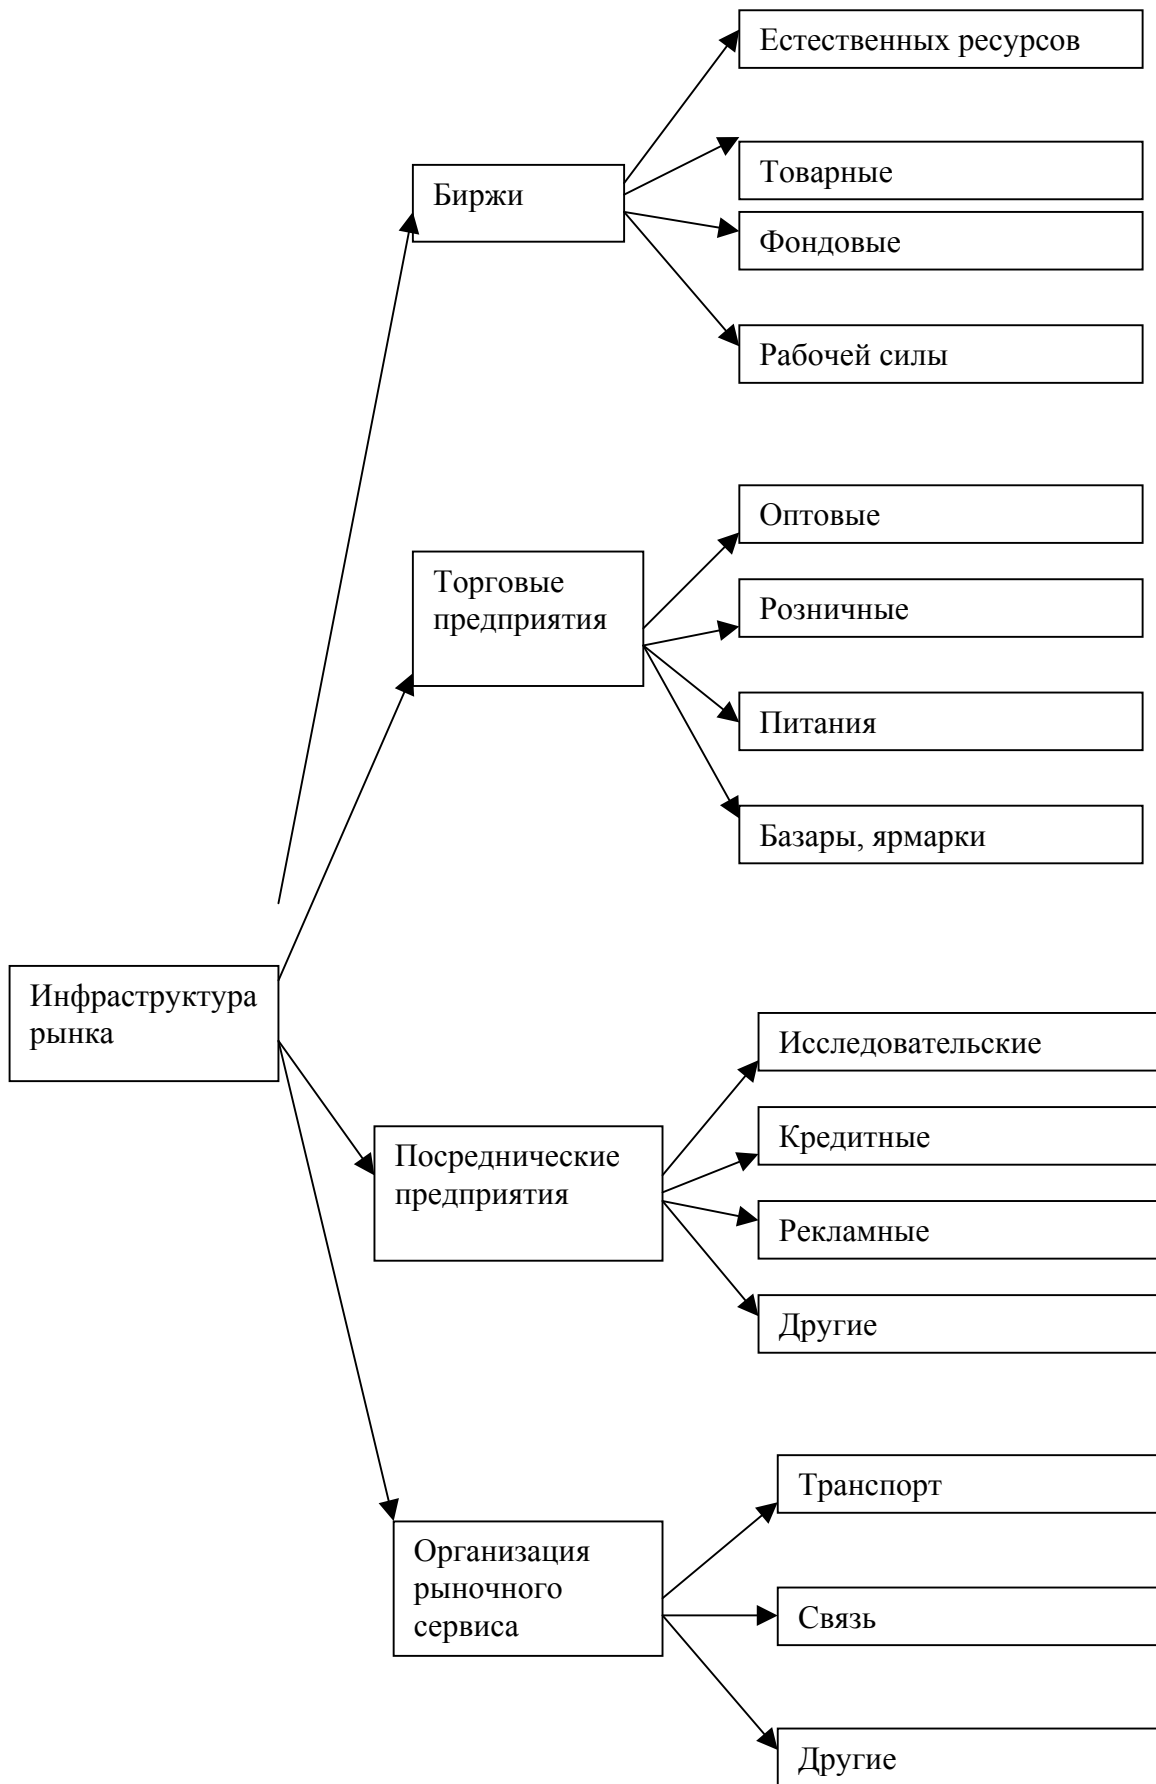 Естественных ресурсов
Биржи
Товарные
Фондовые
Рабочей силы
Торговые
предприятия
Оптовые
Розничные
Питания
Базары, ярмарки
Инфраструктура
рынка
Посреднические
предприятия
Исследовательские
Кредитные
Рекламные
Другие
Организация
рыночного
сервиса
Транспорт
Связь
Другие